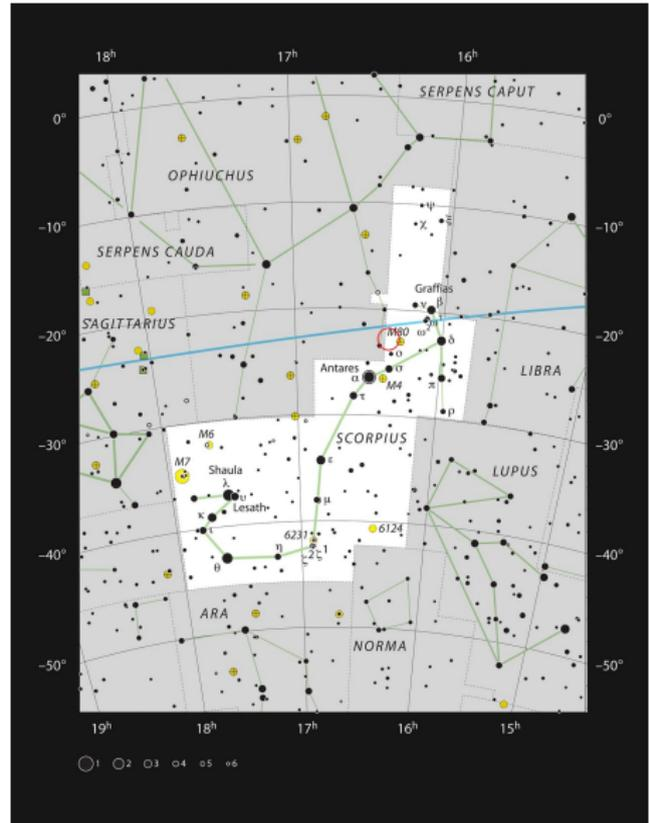 18h 17h 16h
SERPENS CAPUT
0° 0°
OPHIUCHUS
ψ
χ ξ
-10° -10°
SERPENS CAUDA
Graffias
ν β
ω
-20° SAGITTARIUS M80 δ -20°
ο
σ
Antares
α M4 π LIBRA
τ
ρ
-30° -30°
M6 SCORPIUS
M7
Shaula ε LUPUS
λ
υ
Lesath μ
κ
ι
6231 6124
-40° -40°
η
θ ζ2 ζ1
ARA
NORMA
-50° -50°
19h 18h 17h 16h 15h
1 2 3 4 5 6